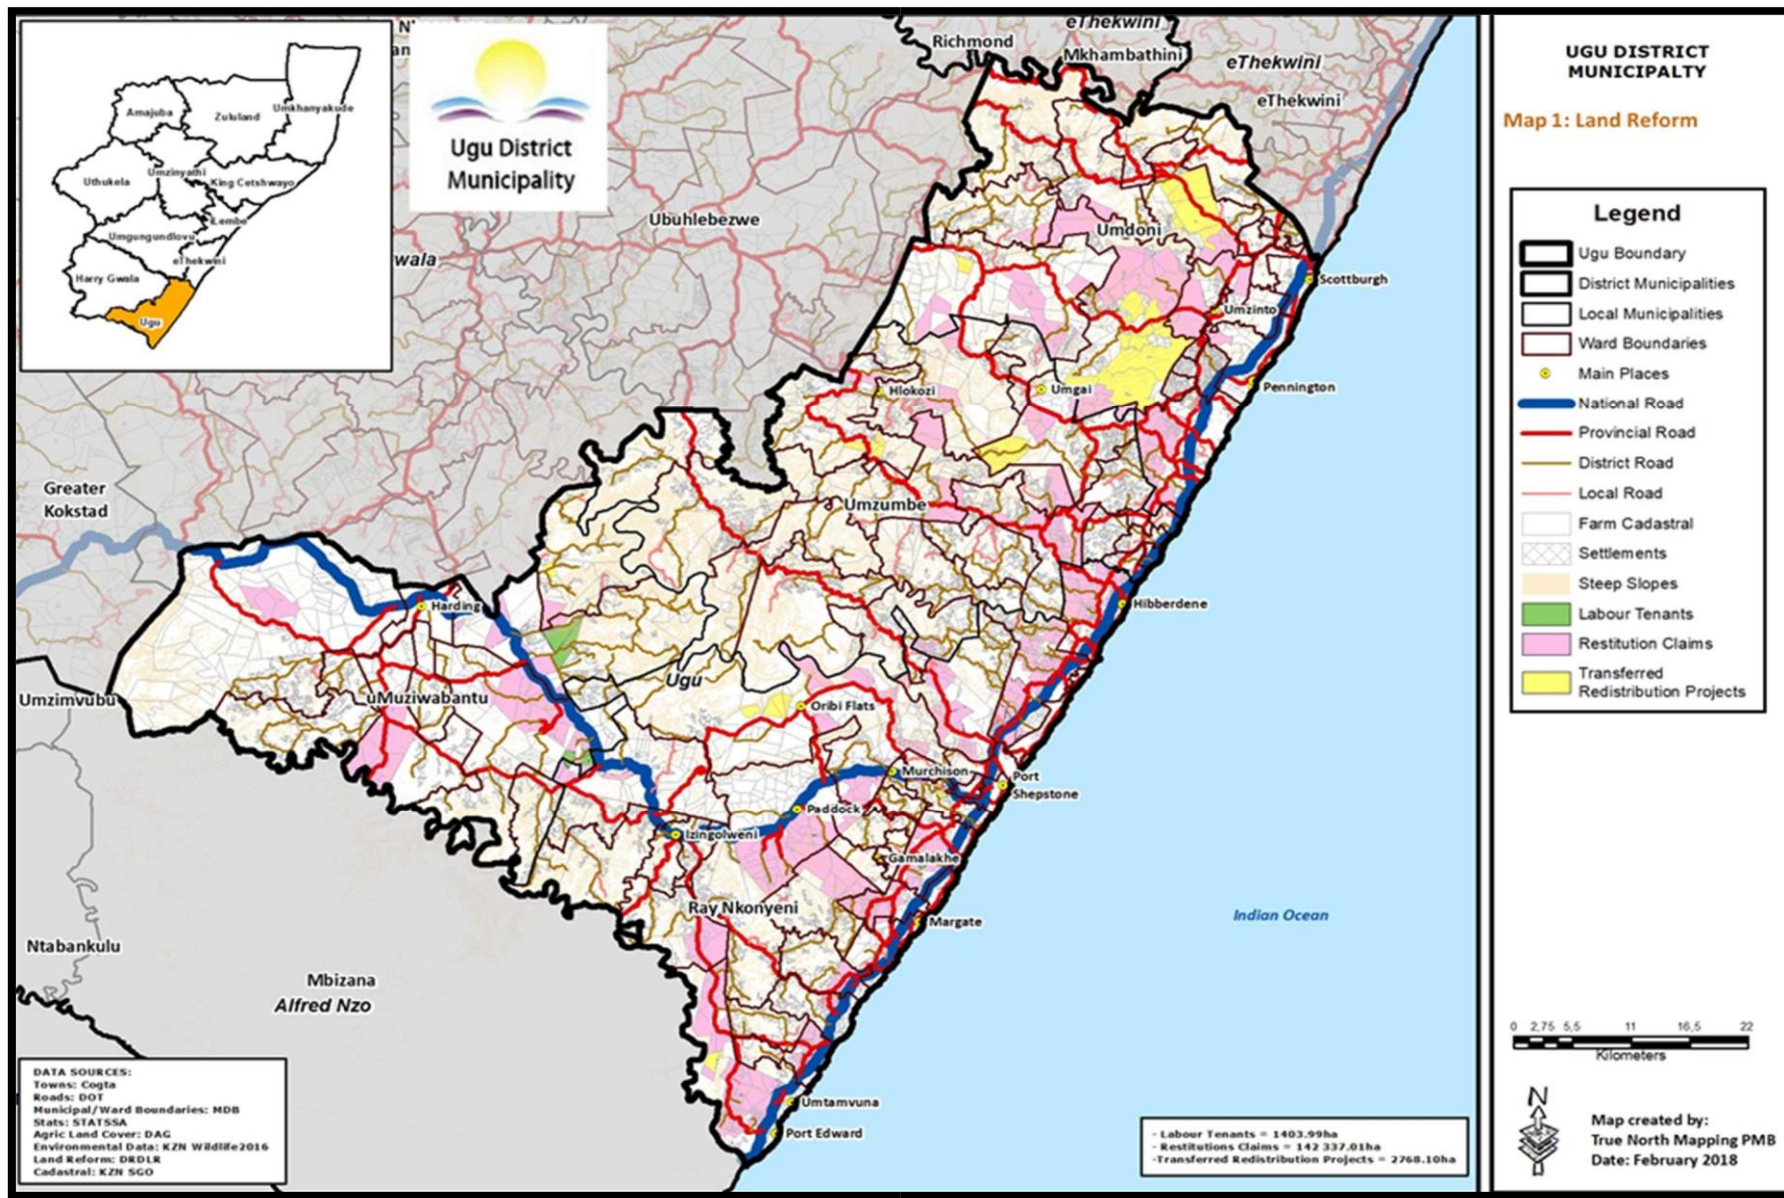 Amajuba
Zululand
Umkhanyakude
Uthukela
Umzinyathi
King Cetshwayo
iLembe
Umgungundlovu
eThekwini
Harry Gwala
Ugu
Ugu District
Municipality
eThekwini
Richmond
Mkhambathini
eThekwini
eThekwini
Ubuhlebezwe
wala
Umdoni
Scottburgh
Umzinto
Hlokozi
Umgai
Pennington
Greater
Kokstad
Umzumbe
Harding
Hibberdene
Umzimvubu
uMuziwabantu
Ugu
Oribi Flats
Murchison
Port
Shepstone
Paddock
Izingolweni
Gamalakhe
Ray Nkonyeni
Margate
Indian Ocean
Ntabankulu
Mbizana
Alfred Nzo
Umtamvuna
Port Edward
DATA SOURCES:
Towns: Cogta
Roads: DOT
Municipal/Ward Boundaries: MDB
Stats: STATSSA
Agric Land Cover: DAG
Environmental Data: KZN Wildlife2016
Land Reform: DRDLR
Cadastral: KZN SGO
- Labour Tenants = 1403.99ha
- Restitutions Claims = 142 337.01ha
-Transferred Redistribution Projects = 2768.10ha
UGU DISTRICT
MUNICIPALTY
Map 1: Land Reform
Legend
Ugu Boundary
District Municipalities
Local Municipalities
Ward Boundaries
Main Places
National Road
Provincial Road
District Road
Local Road
Farm Cadastral
Settlements
Steep Slopes
Labour Tenants
Restitution Claims
Transferred
Redistribution Projects
0 2,75 5,5 11 16,5 22
Kilometers
N
Map created by:
True North Mapping PMB
Date: February 2018